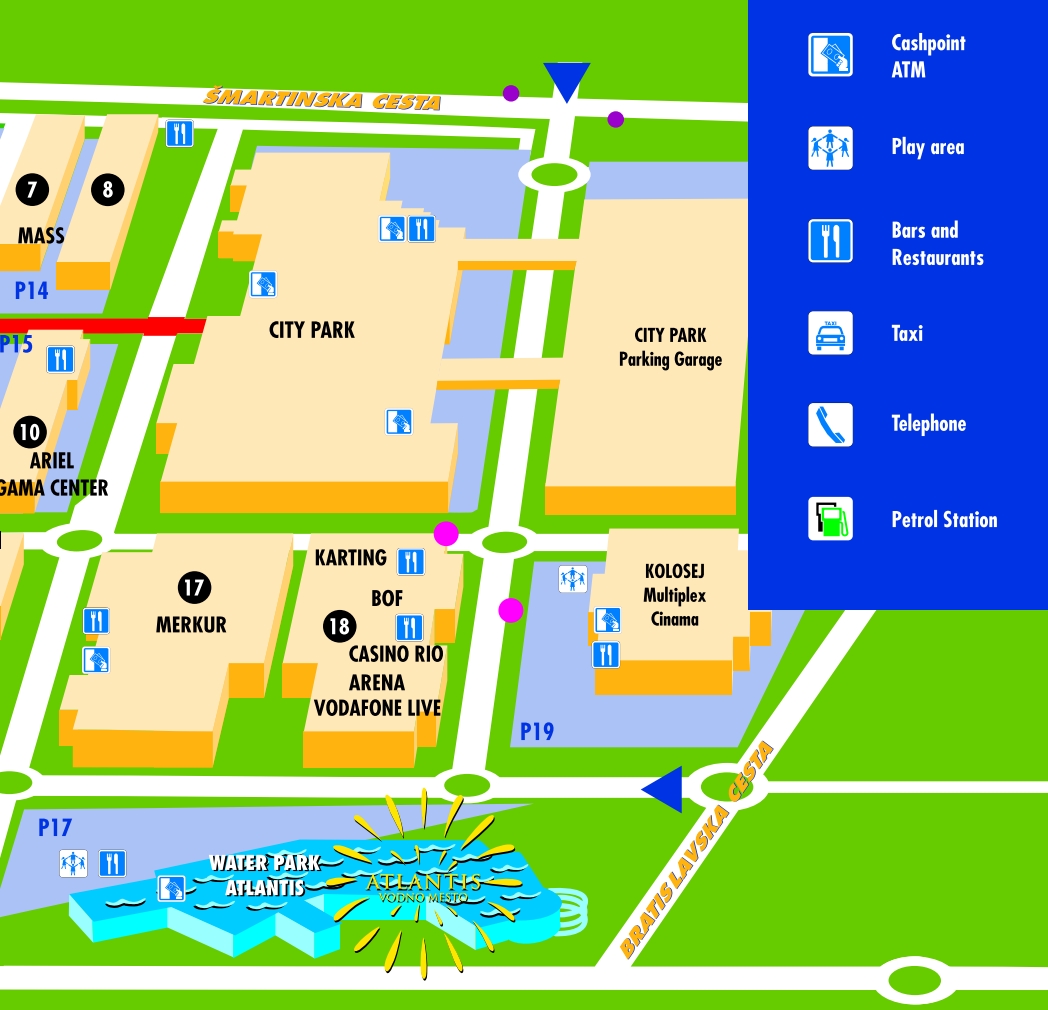 Cashpoint
ATM
Play area
Bars and
Restaurants
TAXI
Taxi
Telephone
Petrol Station
ŠMARTINSKA CESTA
7
8
MASS
P14
P15
CITY PARK
CITY PARK
Parking Garage
10
ARIEL
GAMA CENTER
17
MERKUR
KARTING
BOF
18
CASINO RIO
ARENA
VODAFONE LIVE
KOLOSEJ
Multiplex
Cinama
P19
BRATISLAVSKA CESTA
P17
WATER PARK
ATLANTIS
ATLANTIS
VODNO MESTO